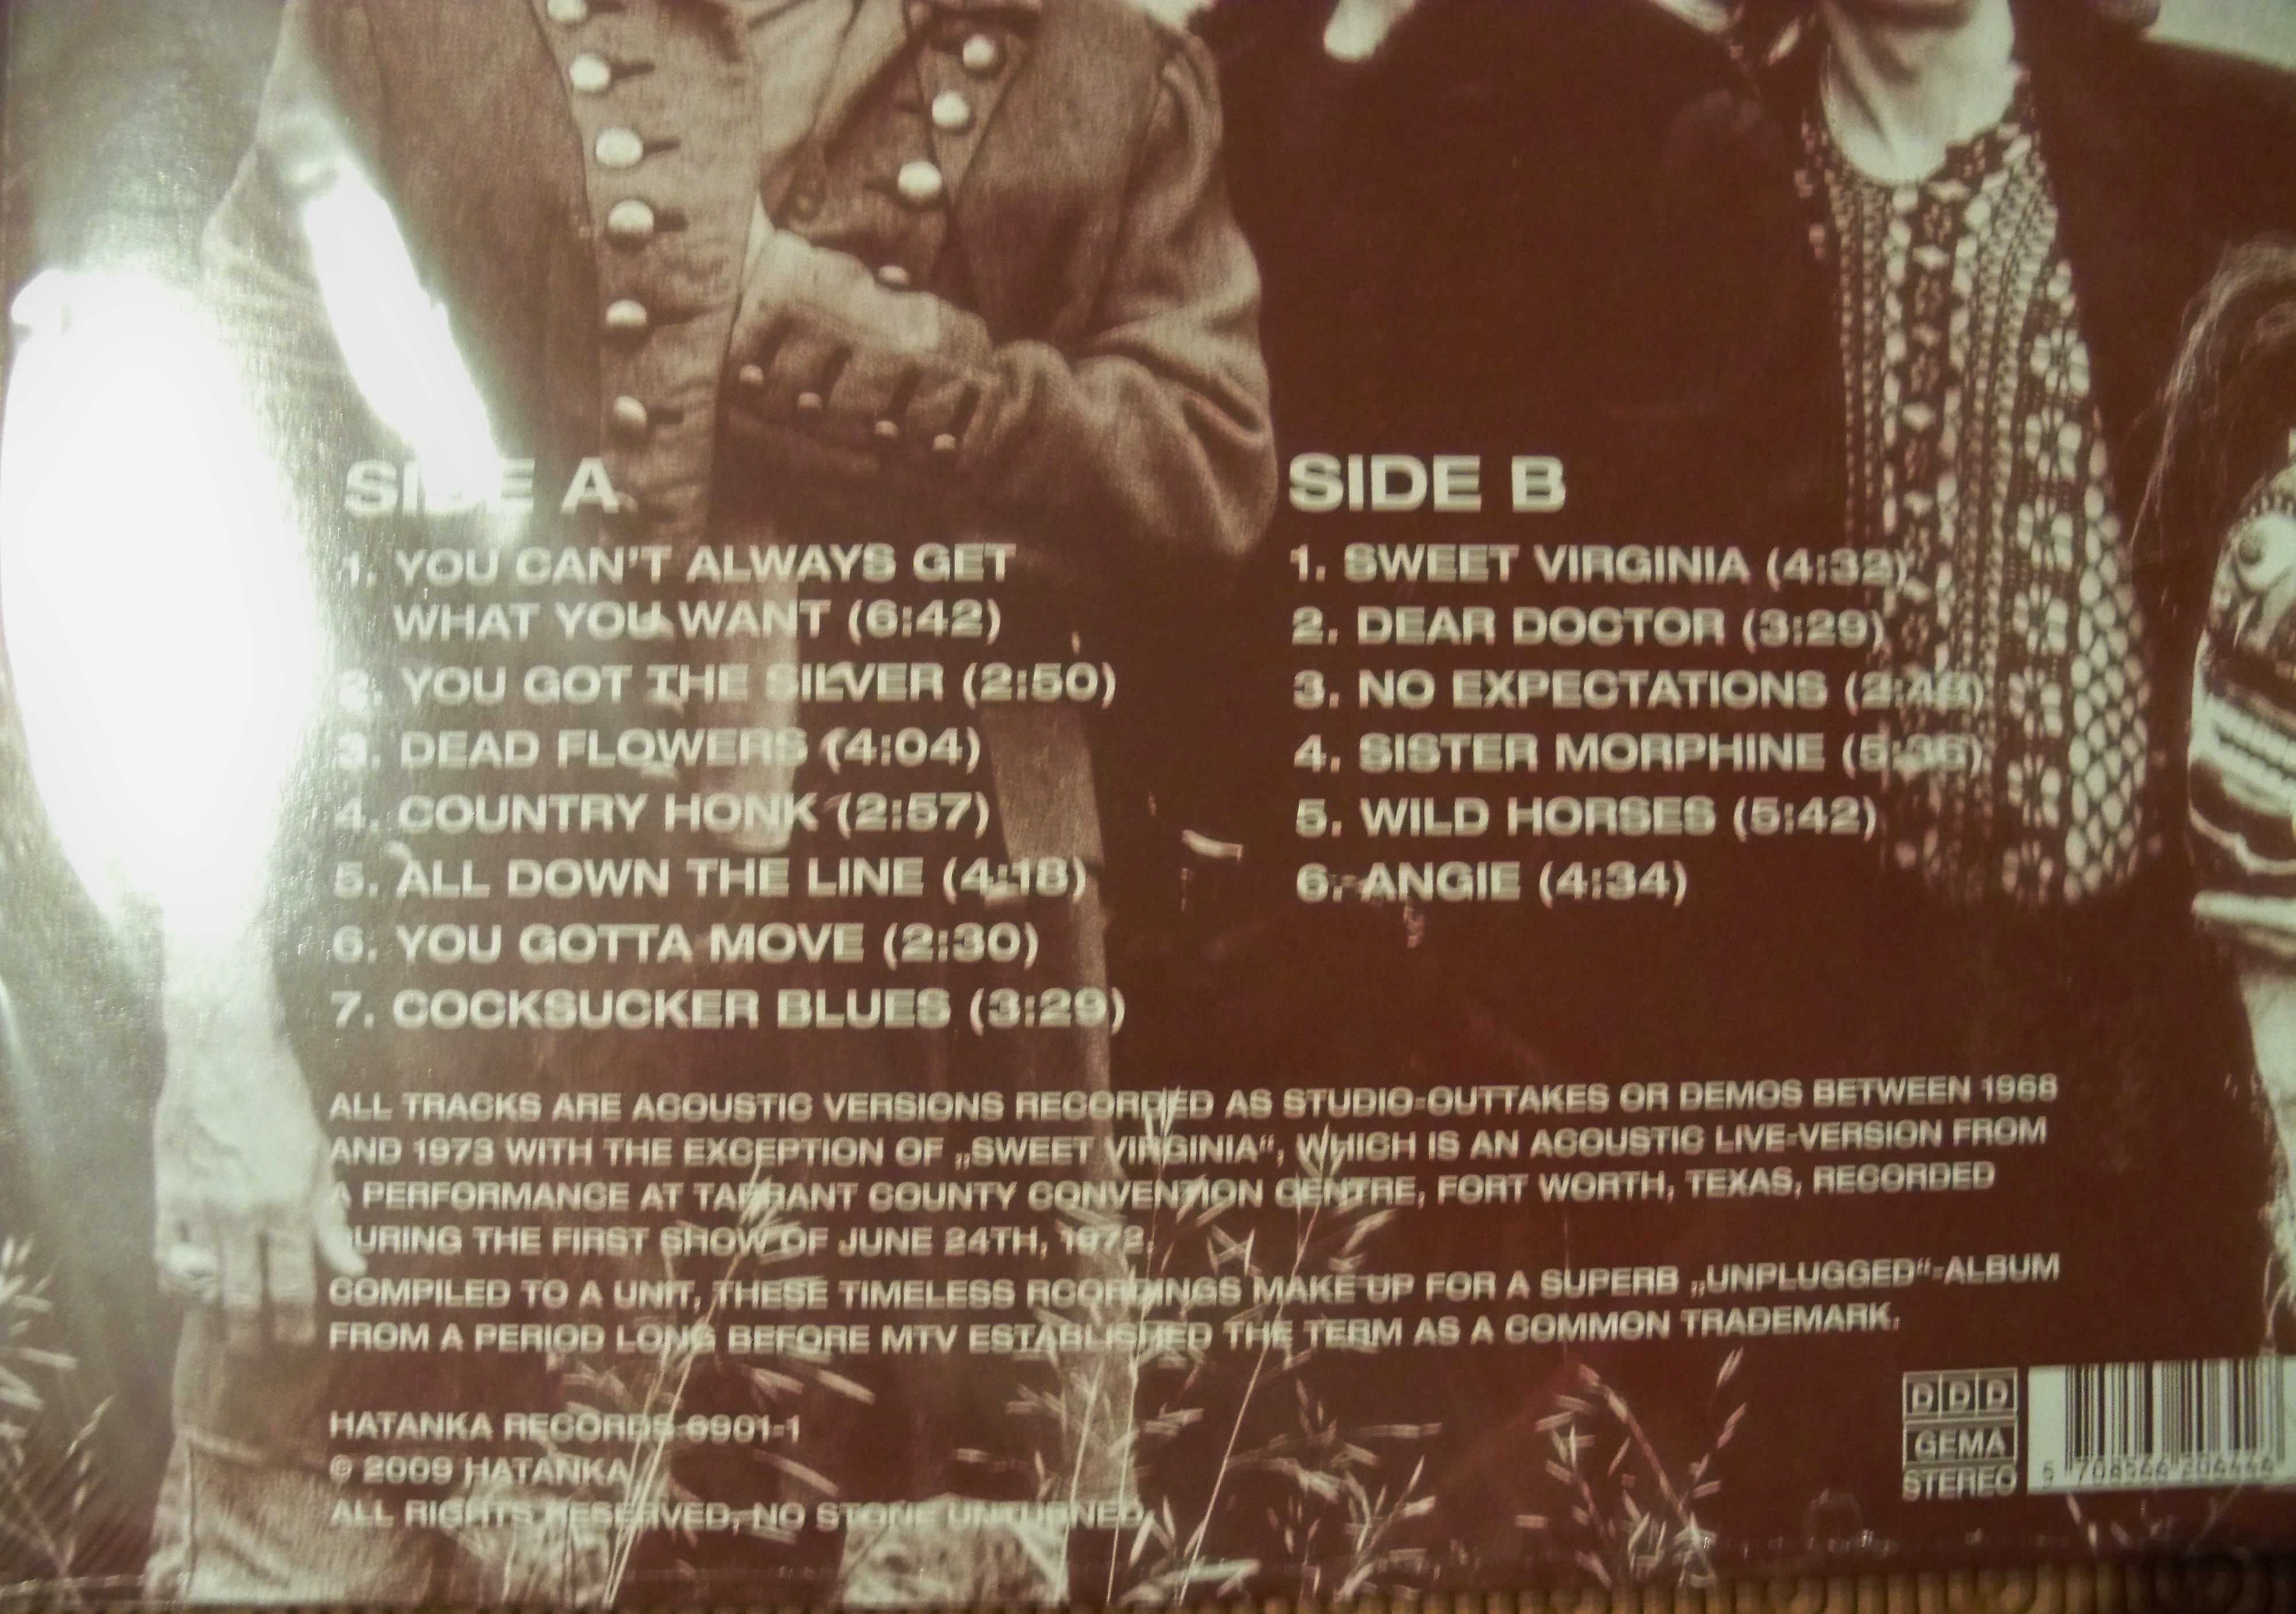 SIDE A
1. YOU CAN'T ALWAYS GET
WHAT YOU WANT (6:42)
2. YOU GOT THE SILVER (2:50)
3. DEAD FLOWERS (4:04)
4. COUNTRY HONK (2:57)
5. ALL DOWN THE LINE (4:18)
6. YOU GOTTA MOVE (2:30)
7. COCKSUCKER BLUES (3:29)
SIDE B
1. SWEET VIRGINIA (4:32)
2. DEAR DOCTOR (3:29)
3. NO EXPECTATIONS
4. SISTER MORPHINE (5:36)
5. WILD HORSES (5:42)
6. ANGIE (4:34)
ALL TRACKS ARE ACOUSTIC VERSIONS RECORDED AS STUDIO-OUTTAKES OR DEMOS BETWEEN 1968
AND 1973 WITH THE EXCEPTION OF „SWEET VIRGINIA“, WHICH IS AN ACOUSTIC LIVE-VERSION FROM
A PERFORMANCE AT TARRANT COUNTY CONVENTION CENTRE, FORT WORTH, TEXAS, RECORDED
DURING THE FIRST SHOW OF JUNE 24TH, 1972.
COMPILED TO A UNIT, THESE TIMELESS RCORDINGS MAKE UP FOR A SUPERB „UNPLUGGED“-ALBUM
FROM A PERIOD LONG BEFORE MTV ESTABLISHED THE TERM AS A COMMON TRADEMARK.
HATANKA RECORDS 6901-1
© 2009 HATANKA
ALL RIGHTS RESERVED, NO STONE UNTURNED.
DDD
GEMA
STEREO